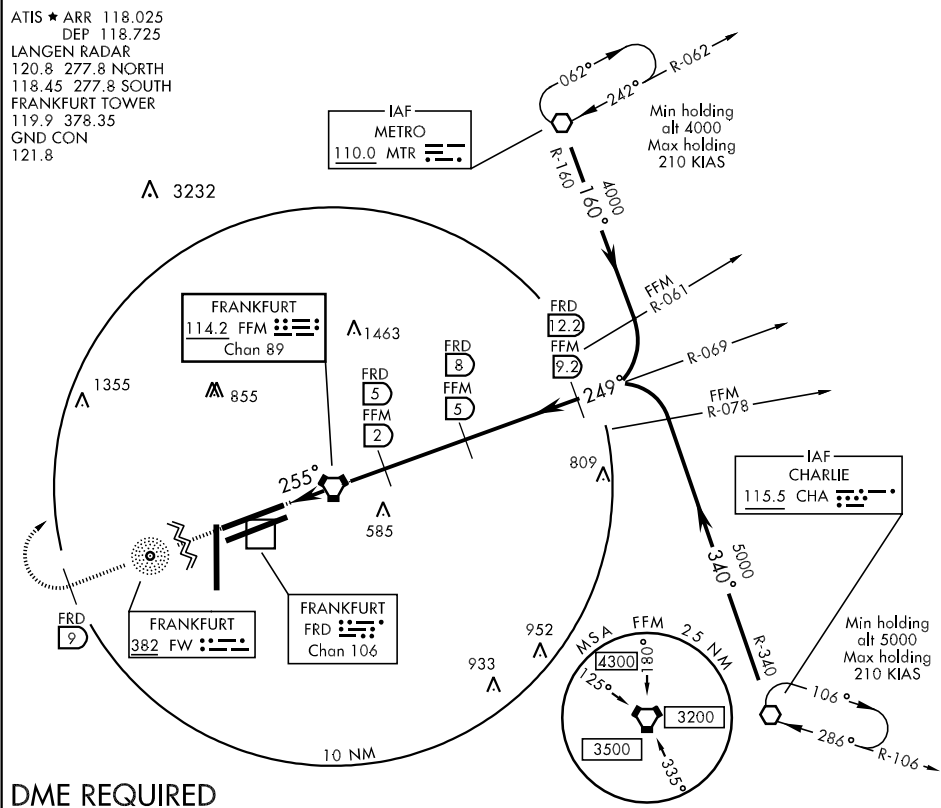 ATIS ★ ARR 118.025
DEP 118.725
LANGEN RADAR
120.8 277.8 NORTH
118.45 277.8 SOUTH
FRANKFURT TOWER
119.9 378.35
GND CON
121.8
062°
R-062
242°
IAF
METRO
110.0 MTR
Min holding
alt 4000
Max holding
210 KIAS
R-160
4000
160°
3232
FFM
R-061
FRANKFURT
114.2 FFM
Chan 89
1463
FRD
12.2
FFM
9.2
R-069
FRD
8
FFM
5
FRD
5
FFM
2
249°
FFM
R-078
1355
855
809
IAF
CHARLIE
115.5 CHA
255°
585
5000
340°
FRD
9
FRANKFURT
382 FW
FRANKFURT
FRD
Chan 106
R-340
Min holding
alt 5000
Max holding
210 KIAS
952
933
MSA FFM 25 NM
4300
180°
125°
3200
3500
335°
106°
286°
R-106
10 NM
DME REQUIRED